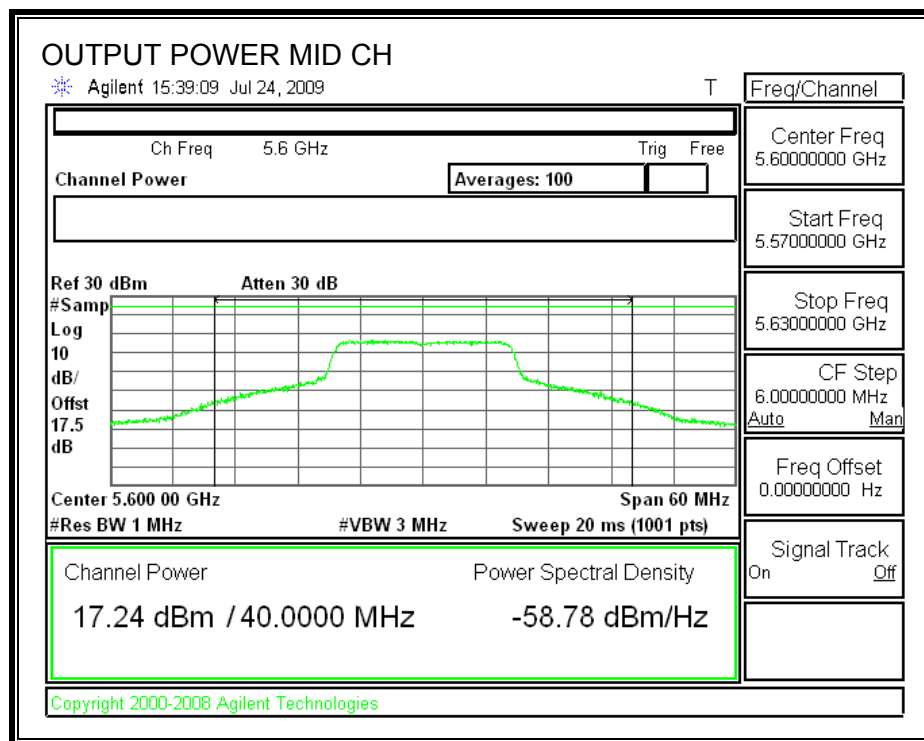 OUTPUT POWER MID CH
Agilent 15:39:09 Jul 24, 2009 T
Freq/Channel
Ch Freq 5.6 GHz Trig Free
Channel Power Averages: 100
Center Freq
5.60000000 GHz
Start Freq
5.57000000 GHz
Stop Freq
5.63000000 GHz
CF Step
6.00000000 MHz
Auto Man
Freq Offset
0.00000000 Hz
Signal Track
On Off
Ref 30 dBm Atten 30 dB
#Samp
Log
10
dB/
Offst
17.5
dB
Center 5.600 00 GHz Span 60 MHz
#Res BW 1 MHz #VBW 3 MHz Sweep 20 ms (1001 pts)
Channel Power Power Spectral Density
17.24 dBm / 40.0000 MHz -58.78 dBm/Hz
Copyright 2000-2008 Agilent Technologies